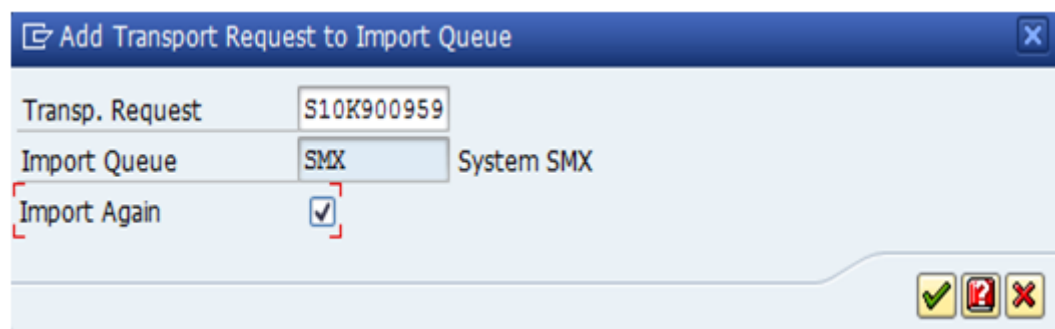 Add Transport Request to Import Queue
Transp. Request S10K900959
Import Queue SMX System SMX
Import Again